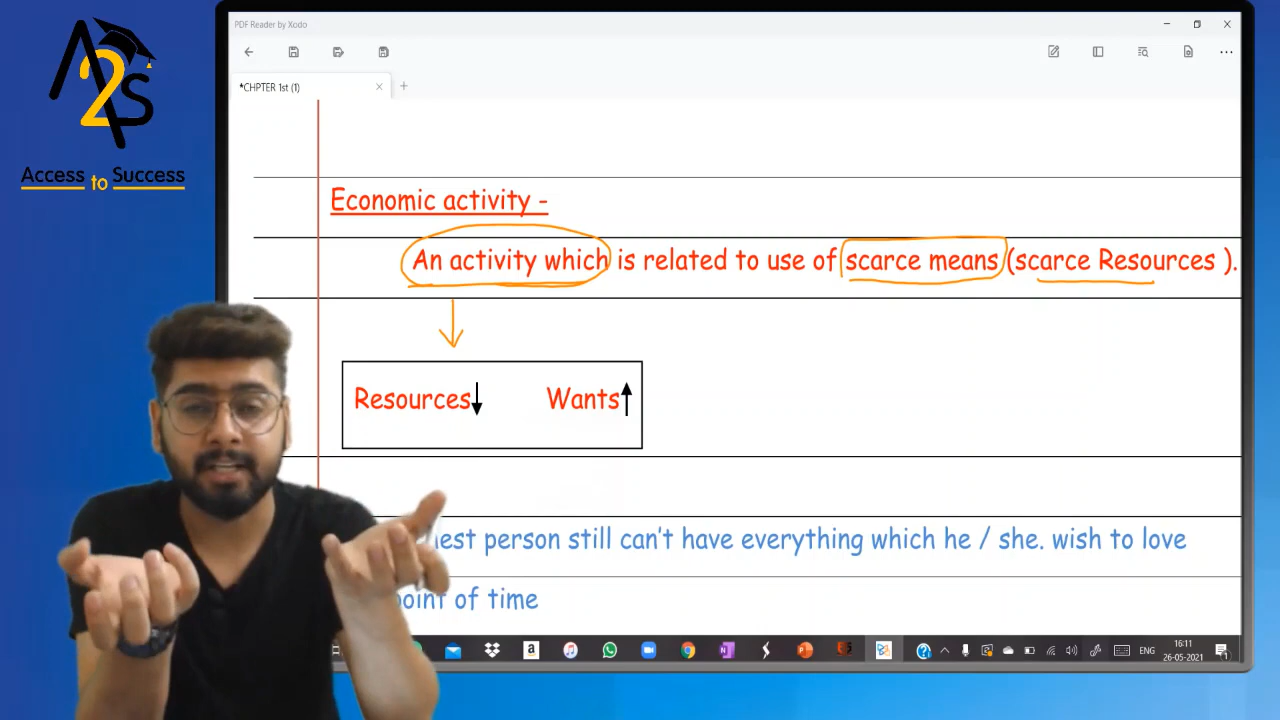 PDF Reader by Xodo
*CHPTER 1st (1)
A2S
Access to Success
Economic activity -
An activity which is related to use of scarce means (scarce Resources ).
Resources Wants
person still can't have everything which he / she. wish to love
point of time
ENG
16:11
26-05-2021